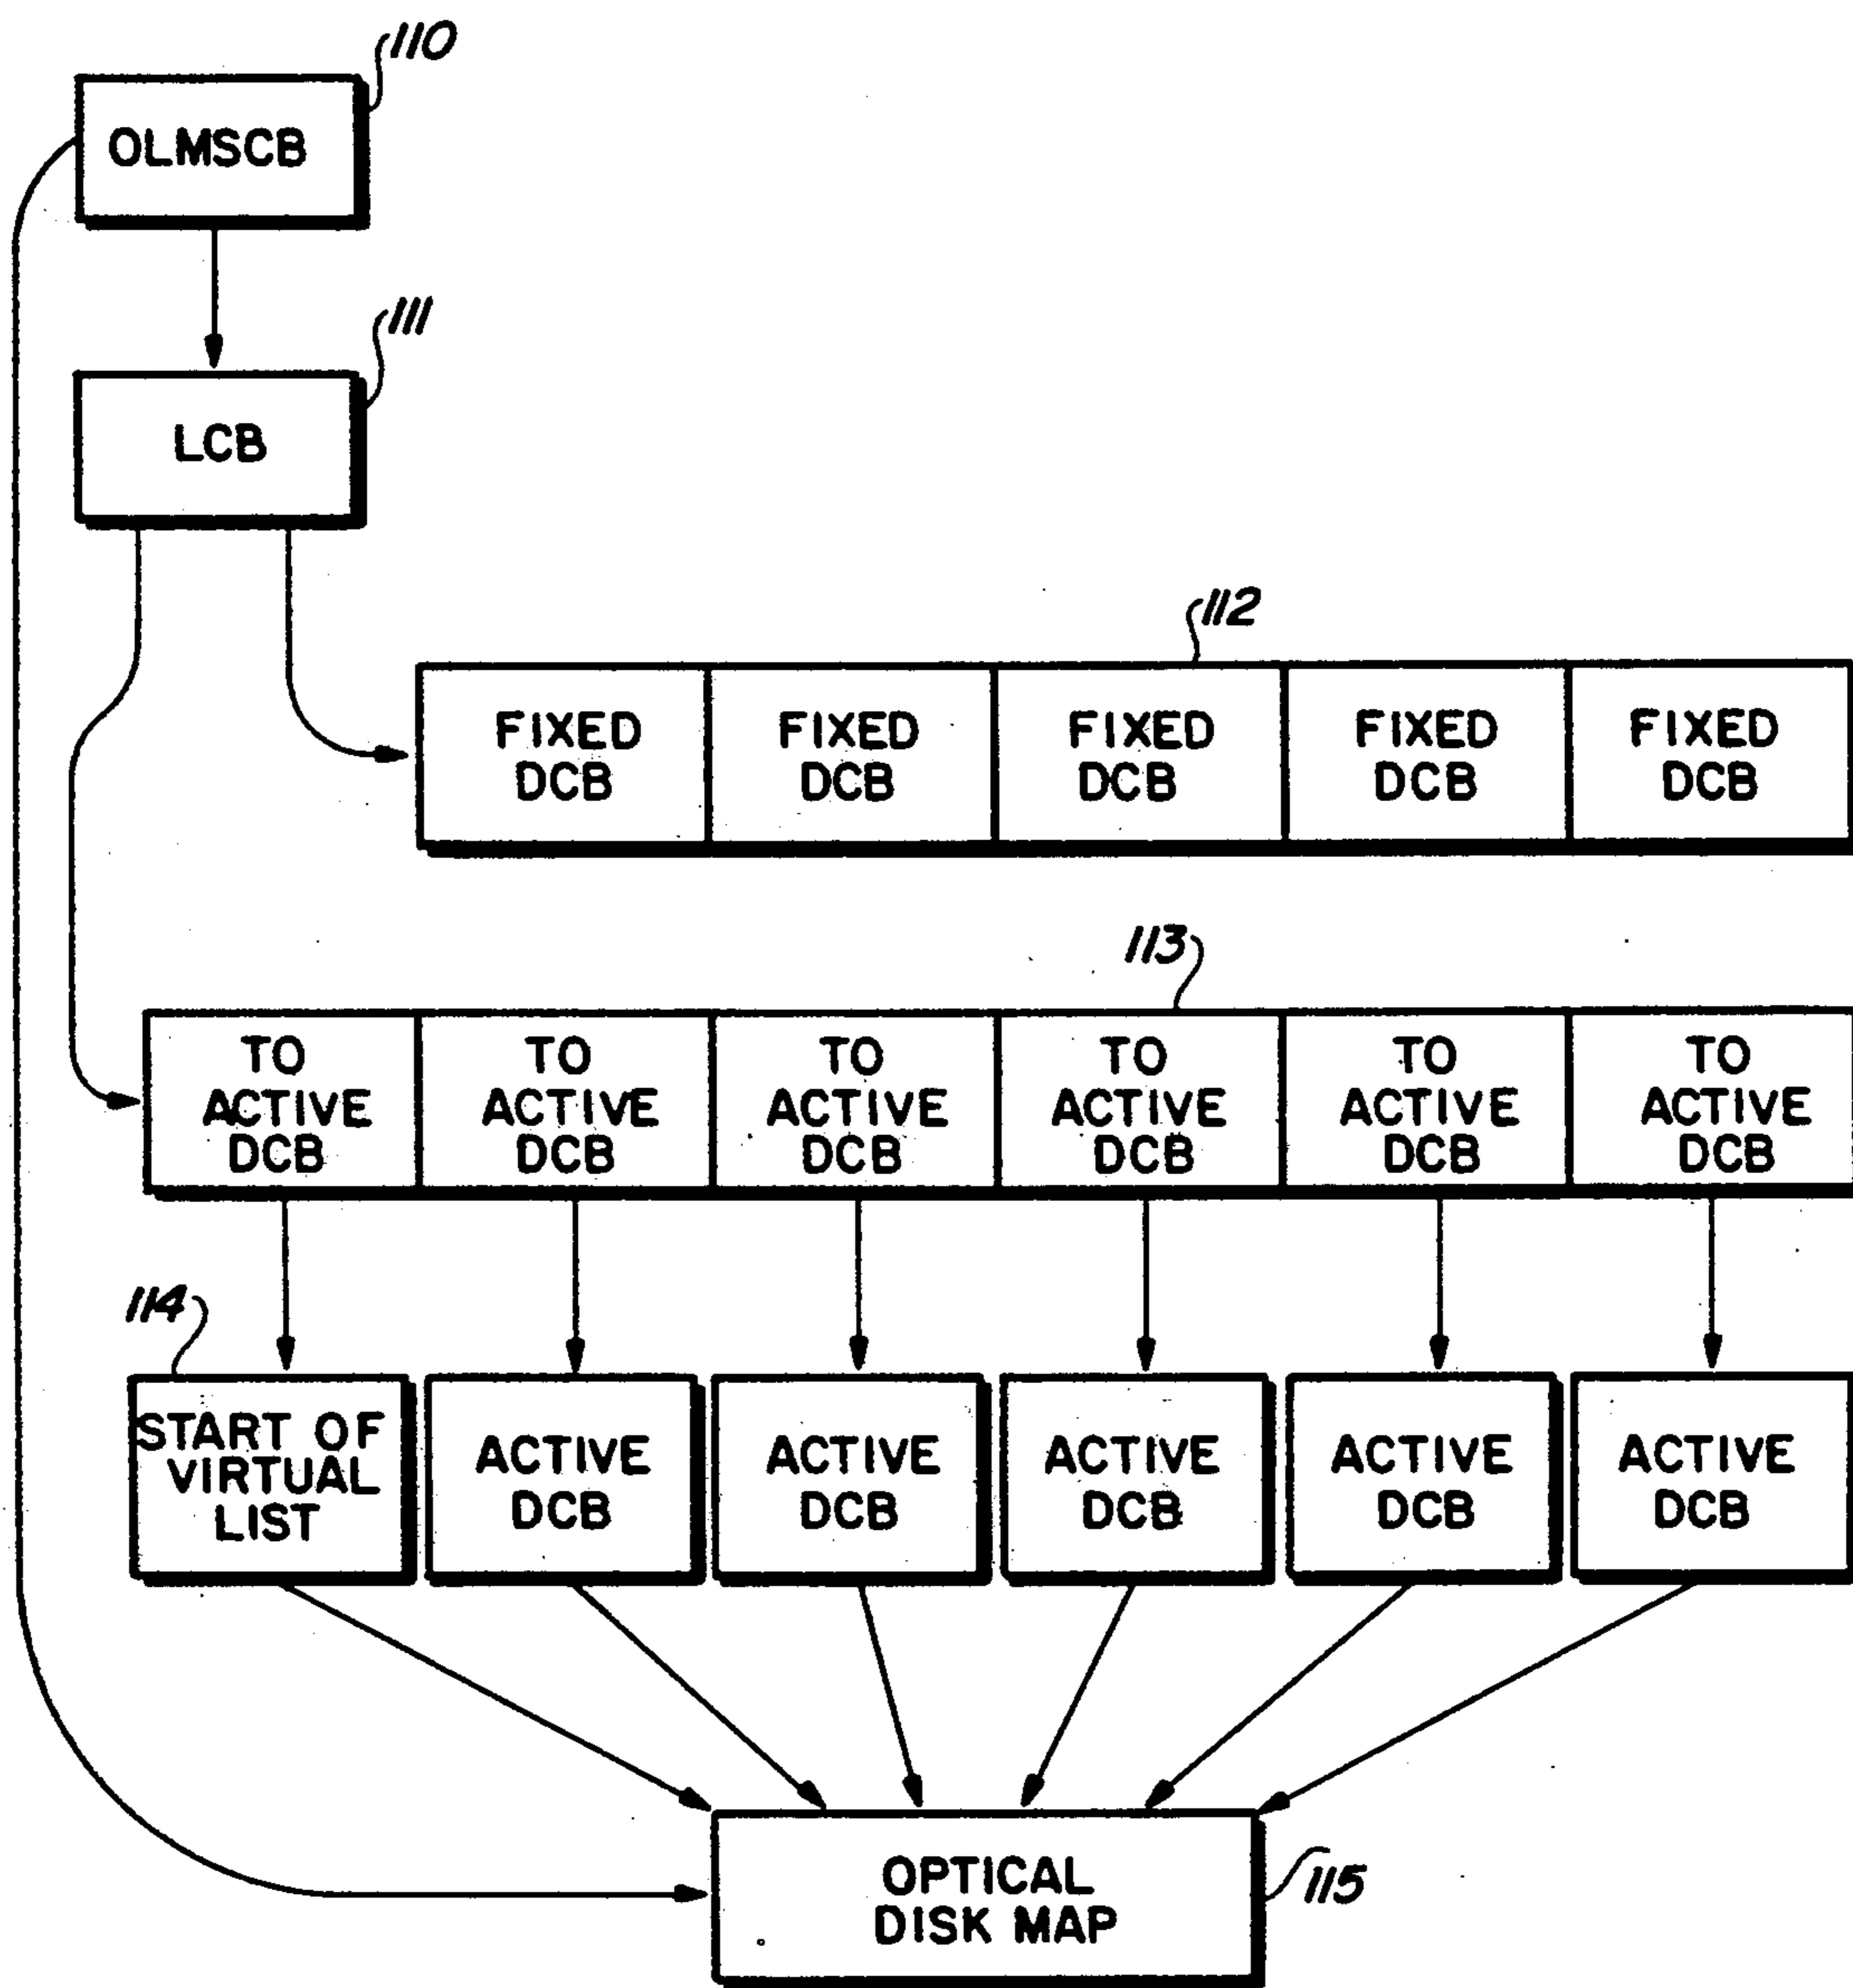 110
OLMSCB
111
LCB
112
FIXED DCB
FIXED DCB
FIXED DCB
FIXED DCB
FIXED DCB
113
TO ACTIVE DCB
TO ACTIVE DCB
TO ACTIVE DCB
TO ACTIVE DCB
TO ACTIVE DCB
TO ACTIVE DCB
114
START OF VIRTUAL LIST
ACTIVE DCB
ACTIVE DCB
ACTIVE DCB
ACTIVE DCB
ACTIVE DCB
OPTICAL DISK MAP
115